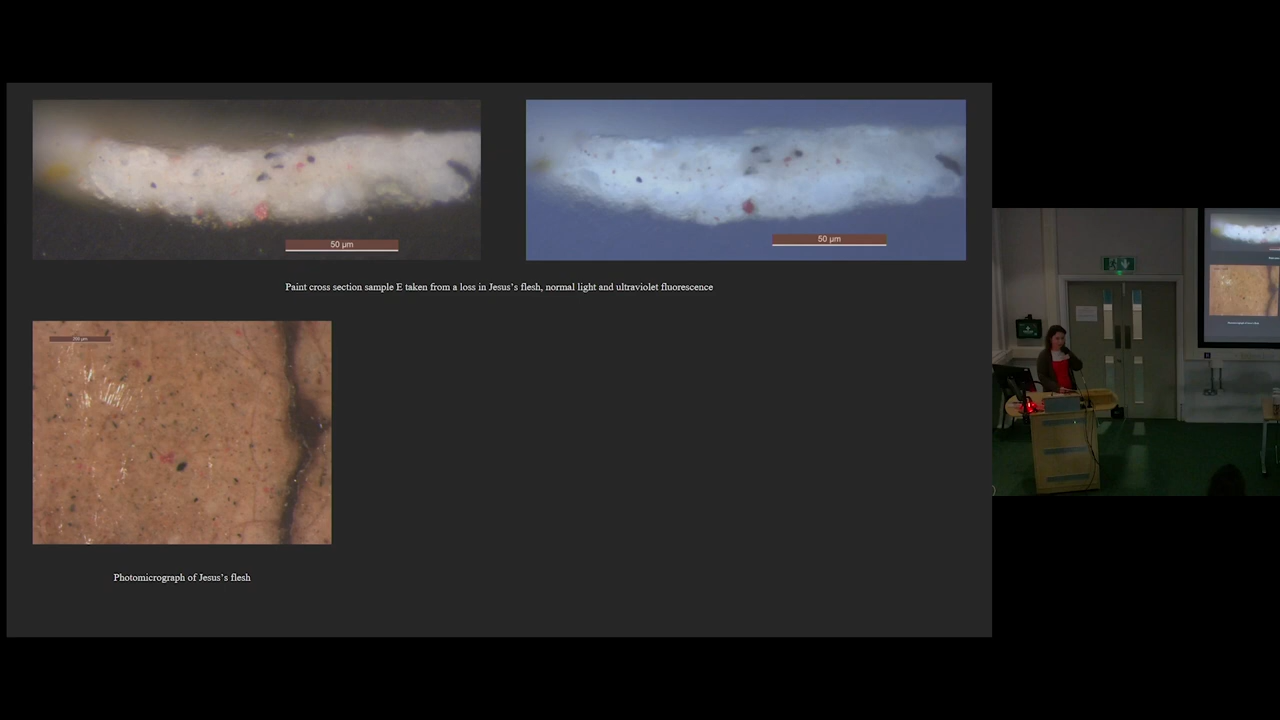 50 µm
50 µm
Paint cross section sample E taken from a loss in Jesus’s flesh, normal light and ultraviolet fluorescence
Photomicrograph of Jesus’s flesh